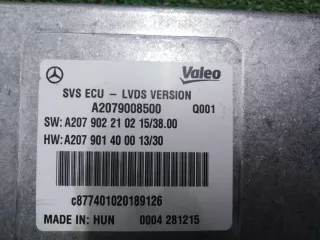 Valeo
SVS ECU - LVDS VERSION
A2079008500 Q001
SW: A207 902 21 02 15/38.00
HW: A207 901 40 00 13/30
c877401020189126
MADE IN: HUN 0004 281215